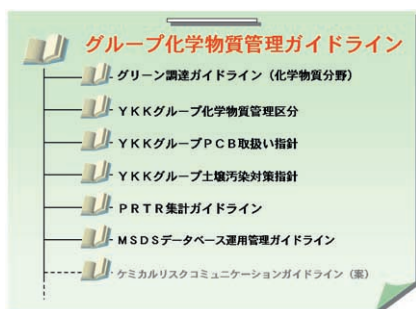 グループ化学物質管理ガイドライン
グリーン調達ガイドライン（化学物質分野）
ＹＫＫグループ化学物質管理区分
ＹＫＫグループＰＣＢ取扱い指針
ＹＫＫグループ土壌汚染対策指針
ＰＲＴＲ集計ガイドライン
ＭＳＤＳデータベース運用管理ガイドライン
ケミカルリスクコミュニケーションガイドライン（案）